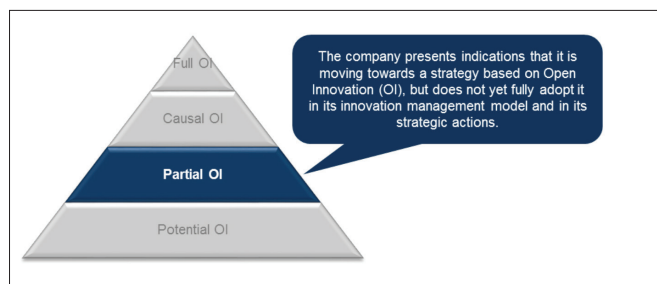 Full OI
Causal OI
Partial OI
Potential OI
The company presents indications that it is
moving towards a strategy based on Open
Innovation (OI), but does not yet fully adopt it
in its innovation management model and in its
strategic actions.